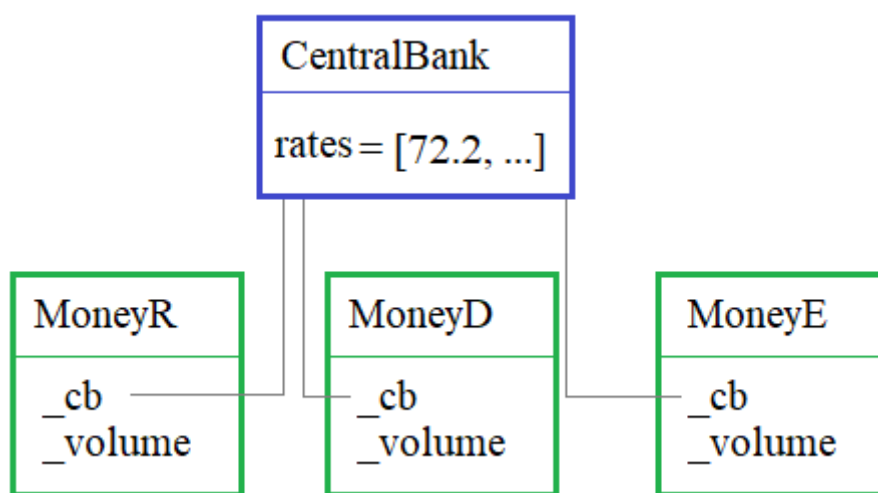 CentralBank
rates = [72.2, ...]
MoneyR
_cb
_volume
MoneyD
_cb
_volume
MoneyE
_cb
_volume